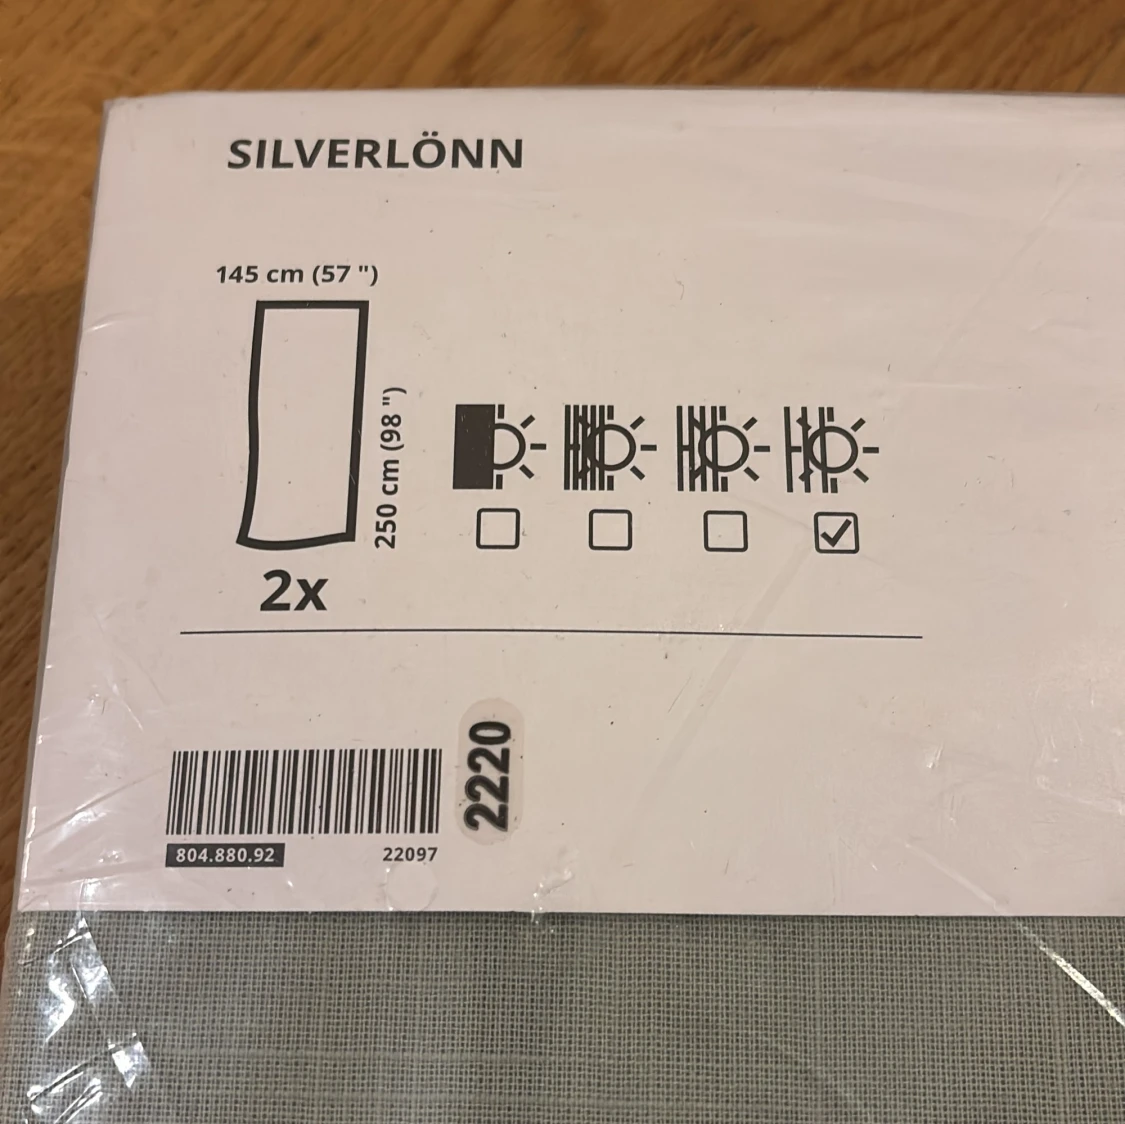 SILVERLÖNN
145 cm (57 ")
250 cm (98 ")
2x
2220
804.880.92
22097